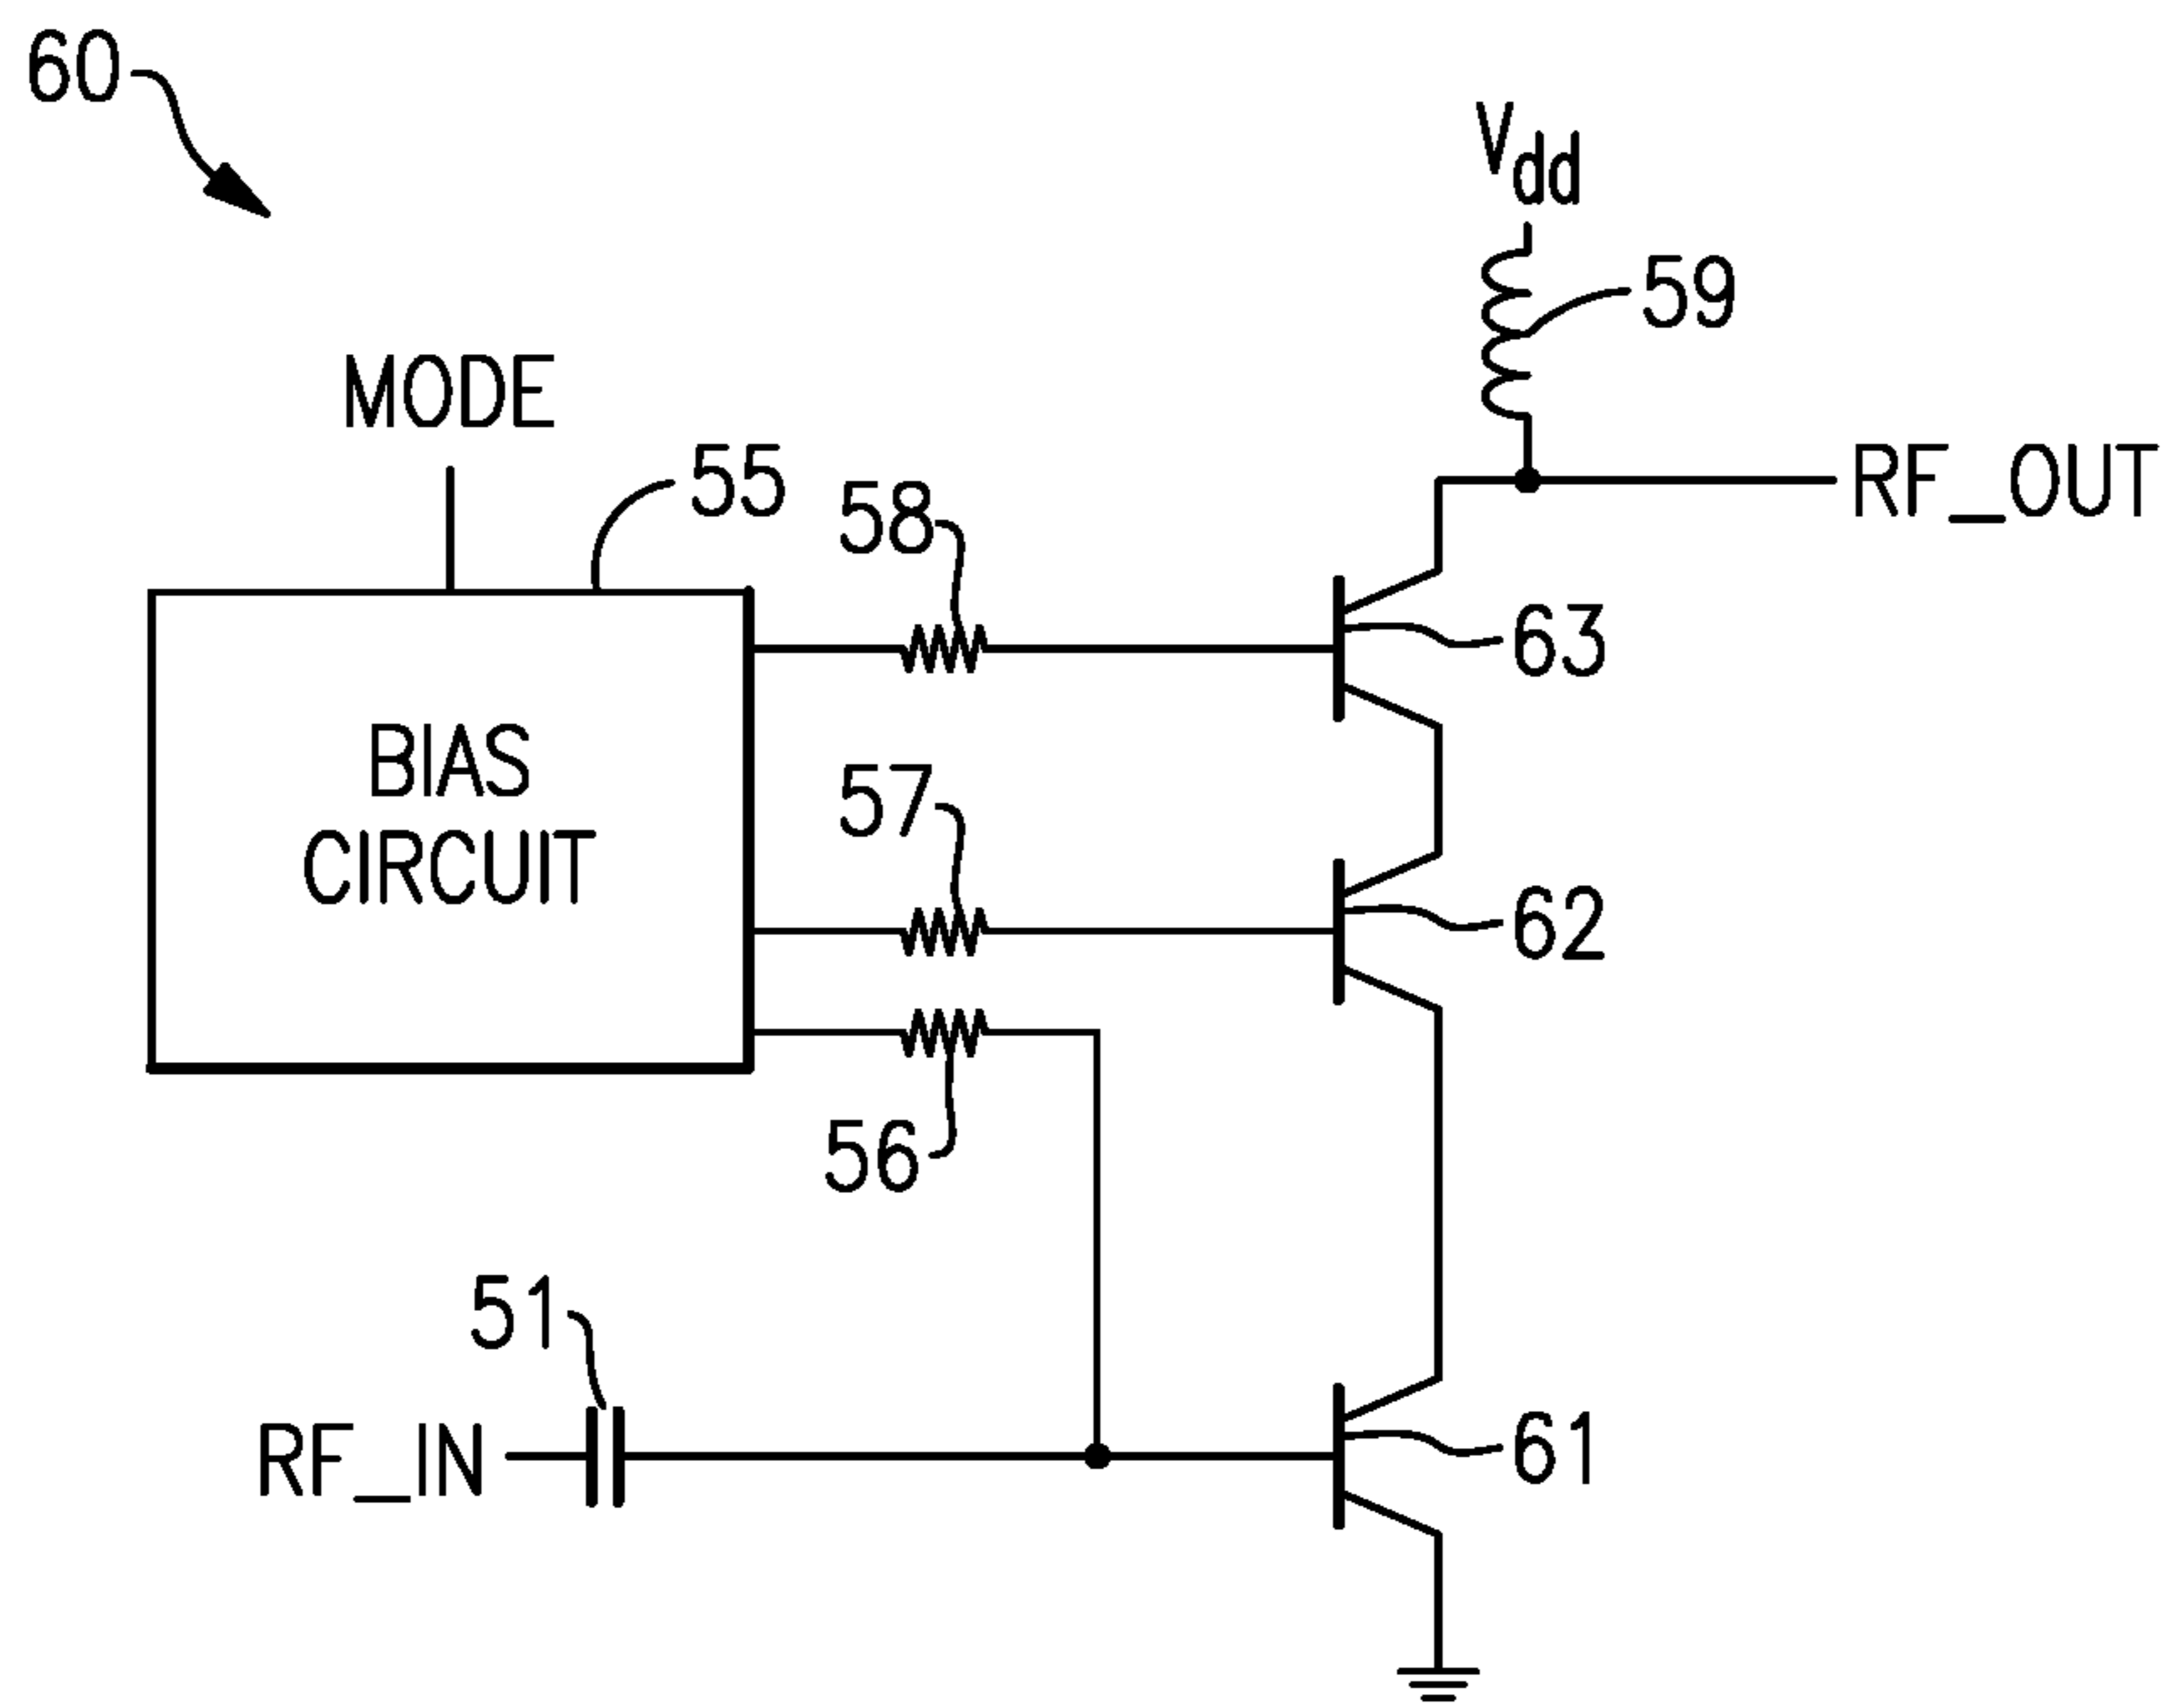 60
Vdd
59
MODE
55
58
RF_OUT
63
BIAS
CIRCUIT
57
62
56
51
RF_IN
61